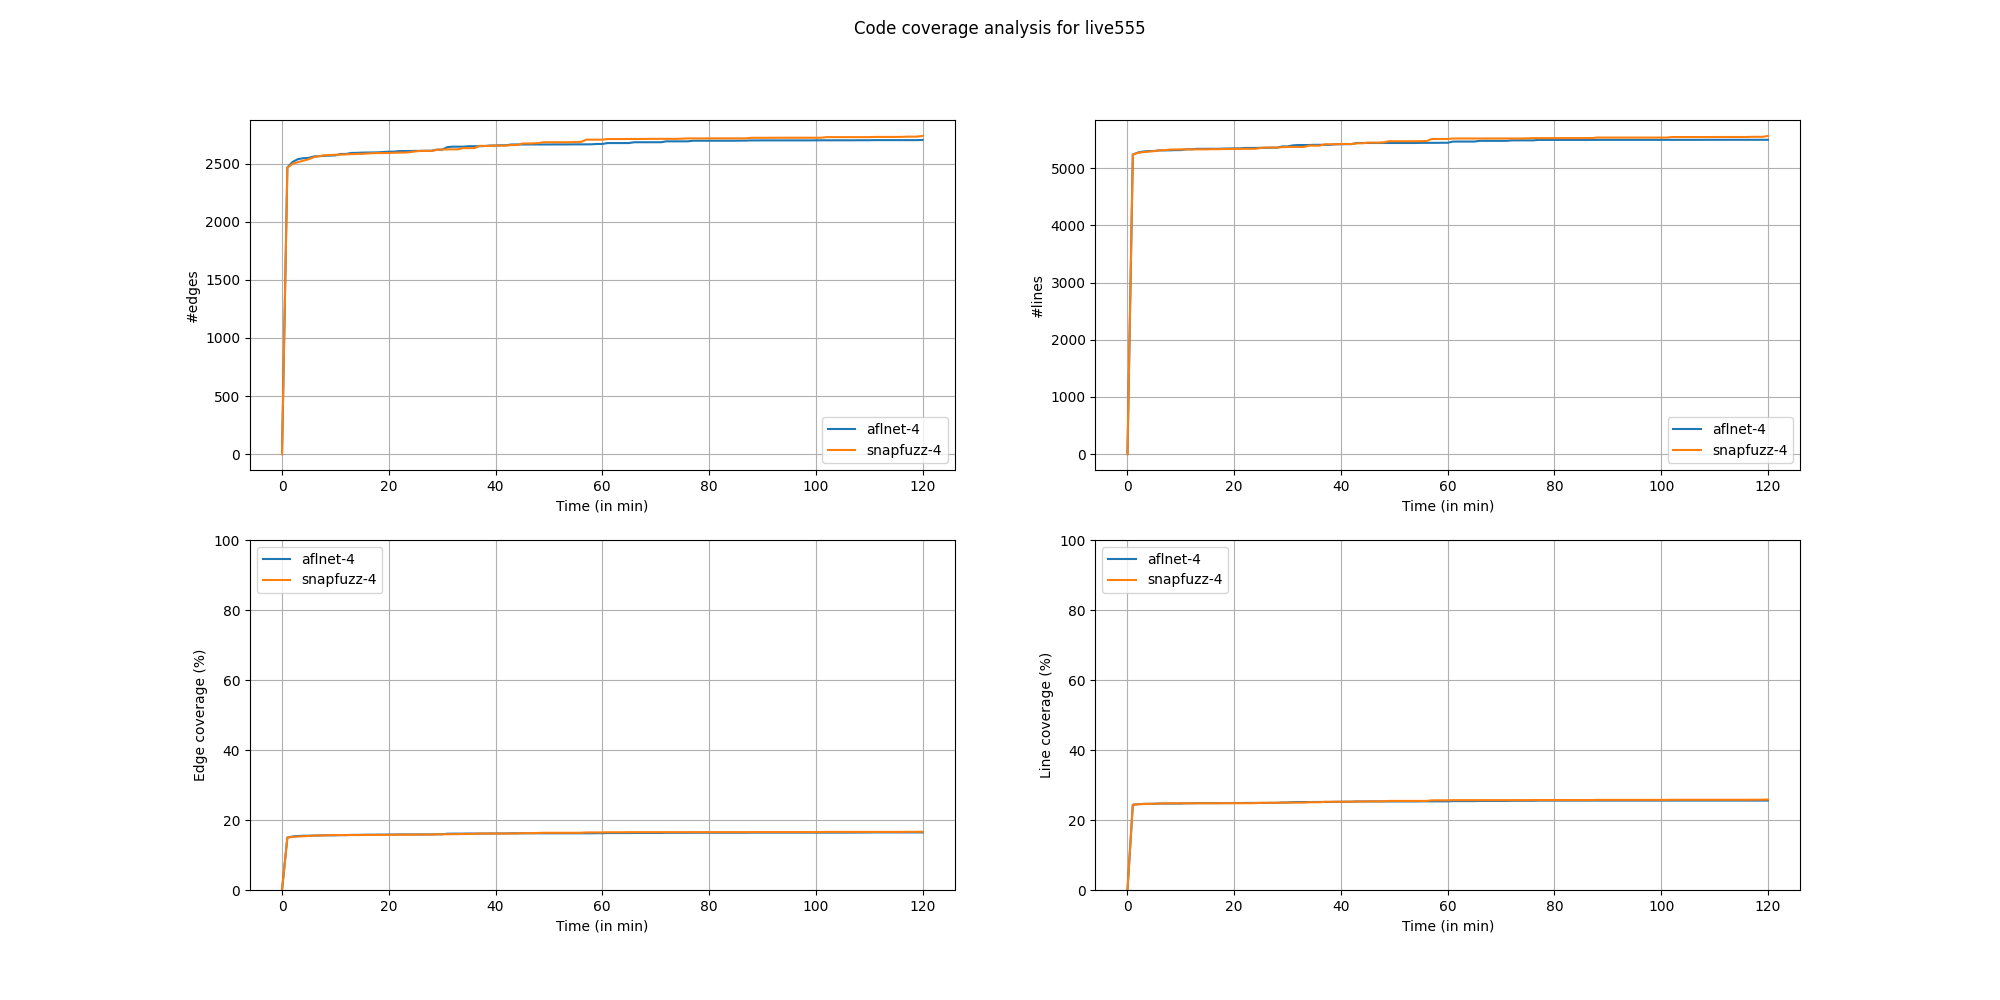 Code coverage analysis for live555
#edges
2500
2000
1500
1000
500
0
0 20 40 60 80 100 120
Time (in min)
aflnet-4
snapfuzz-4
#lines
5000
4000
3000
2000
1000
0
0 20 40 60 80 100 120
Time (in min)
aflnet-4
snapfuzz-4
Edge coverage (%)
100
80
60
40
20
0
0 20 40 60 80 100 120
Time (in min)
aflnet-4
snapfuzz-4
Line coverage (%)
100
80
60
40
20
0
0 20 40 60 80 100 120
Time (in min)
aflnet-4
snapfuzz-4